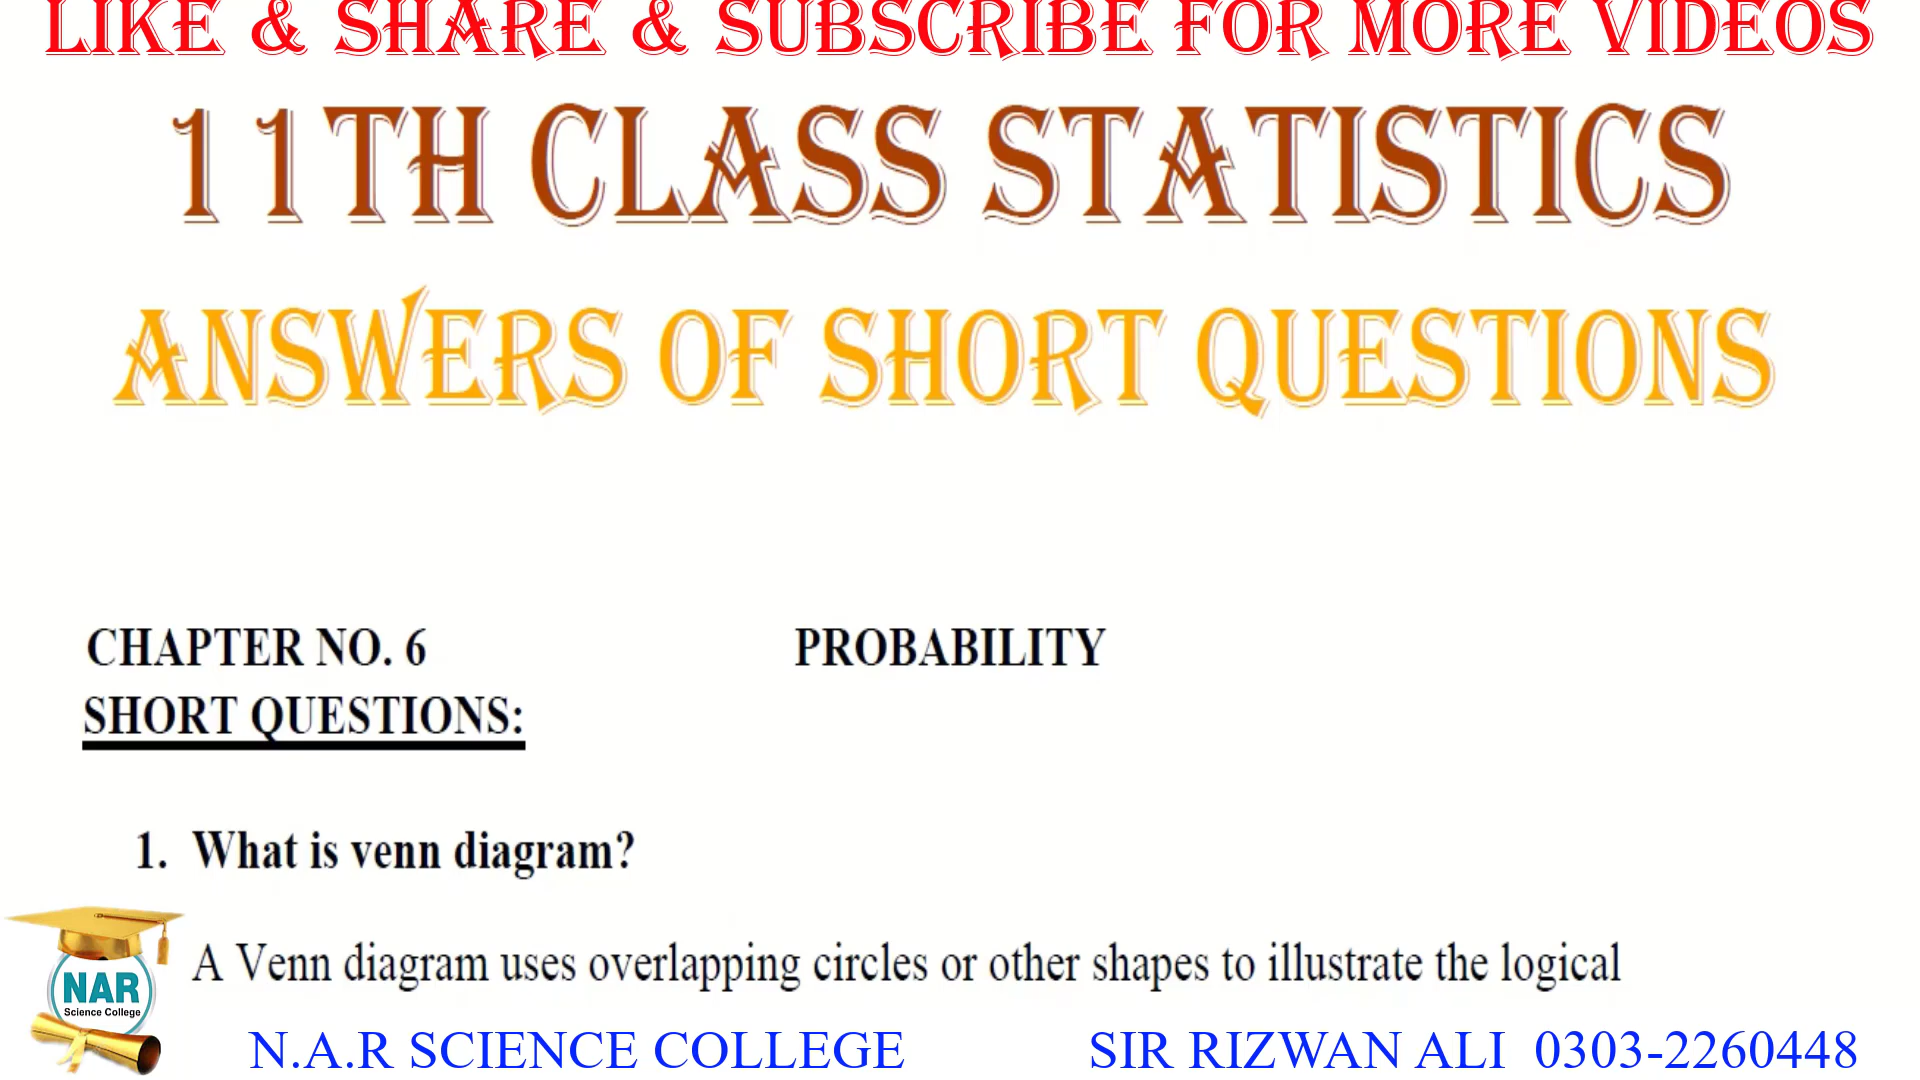 LIKE & SHARE & SUBSCRIBE FOR MORE VIDEOS
11TH CLASS STATISTICS
ANSWERS OF SHORT QUESTIONS
CHAPTER NO. 6 PROBABILITY
SHORT QUESTIONS:
1. What is venn diagram?
A Venn diagram uses overlapping circles or other shapes to illustrate the logical
NAR
Science College
N.A.R SCIENCE COLLEGE SIR RIZWAN ALI 0303-2260448